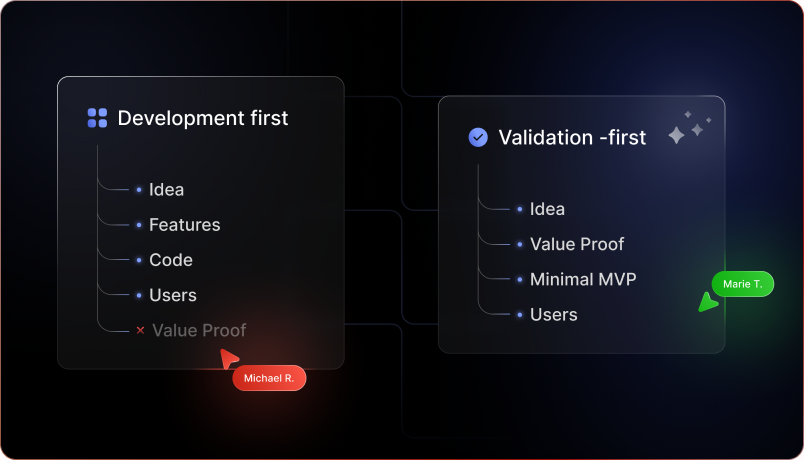 Development first
Idea
Features
Code
Users
Value Proof
Michael R.
Validation -first
Idea
Value Proof
Minimal MVP
Users
Marie T.